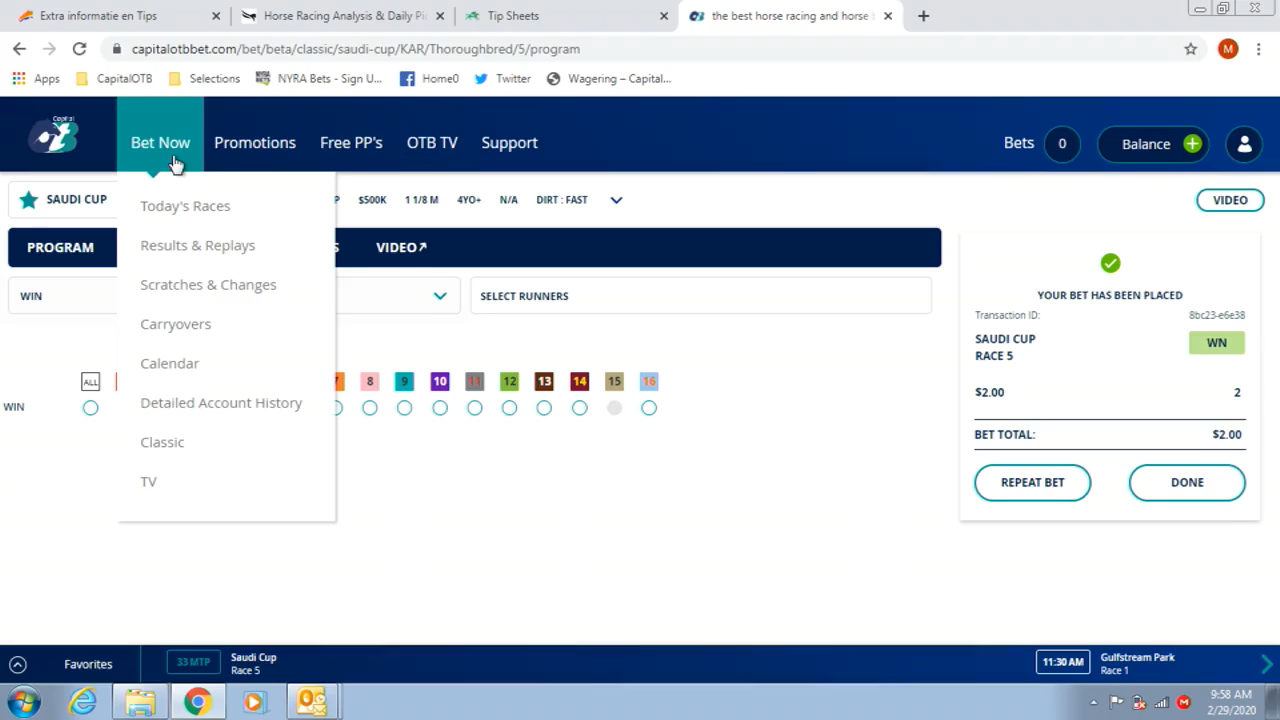 Extra informatie en Tips
Horse Racing Analysis & Daily Pi
Tip Sheets
the best horse racing and horse b
capitalotbbet.com/bet/beta/classic/saudi-cup/KAR/Thoroughbred/5/program
M
Apps
CapitalOTB
Selections
NYRA Bets - Sign U...
Home0
Twitter
Wagering – Capital...
Capital
Bet Now
Promotions
Free PP's
OTB TV
Support
Bets
0
Balance
SAUDI CUP
$500K
1 1/8 M
4YO+
N/A
DIRT : FAST
VIDEO
Today's Races
Results & Replays
Scratches & Changes
Carryovers
Calendar
Detailed Account History
Classic
TV
PROGRAM
S
VIDEO↗
WIN
SELECT RUNNERS
ALL
7
8
9
10
11
12
13
14
15
16
WIN
YOUR BET HAS BEEN PLACED
Transaction ID:
8bc23-e6e38
SAUDI CUP
RACE 5
WN
$2.00
2
BET TOTAL:
$2.00
REPEAT BET
DONE
Favorites
33 MTP
Saudi Cup
Race 5
11:30 AM
Gulfstream Park
Race 1
9:58 AM
2/29/2020